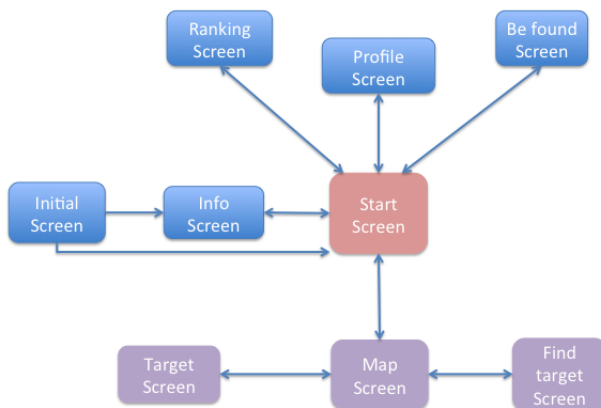 Ranking
Screen
Profile
Screen
Be found
Screen
Initial
Screen
Info
Screen
Start
Screen
Target
Screen
Map
Screen
Find
target
Screen